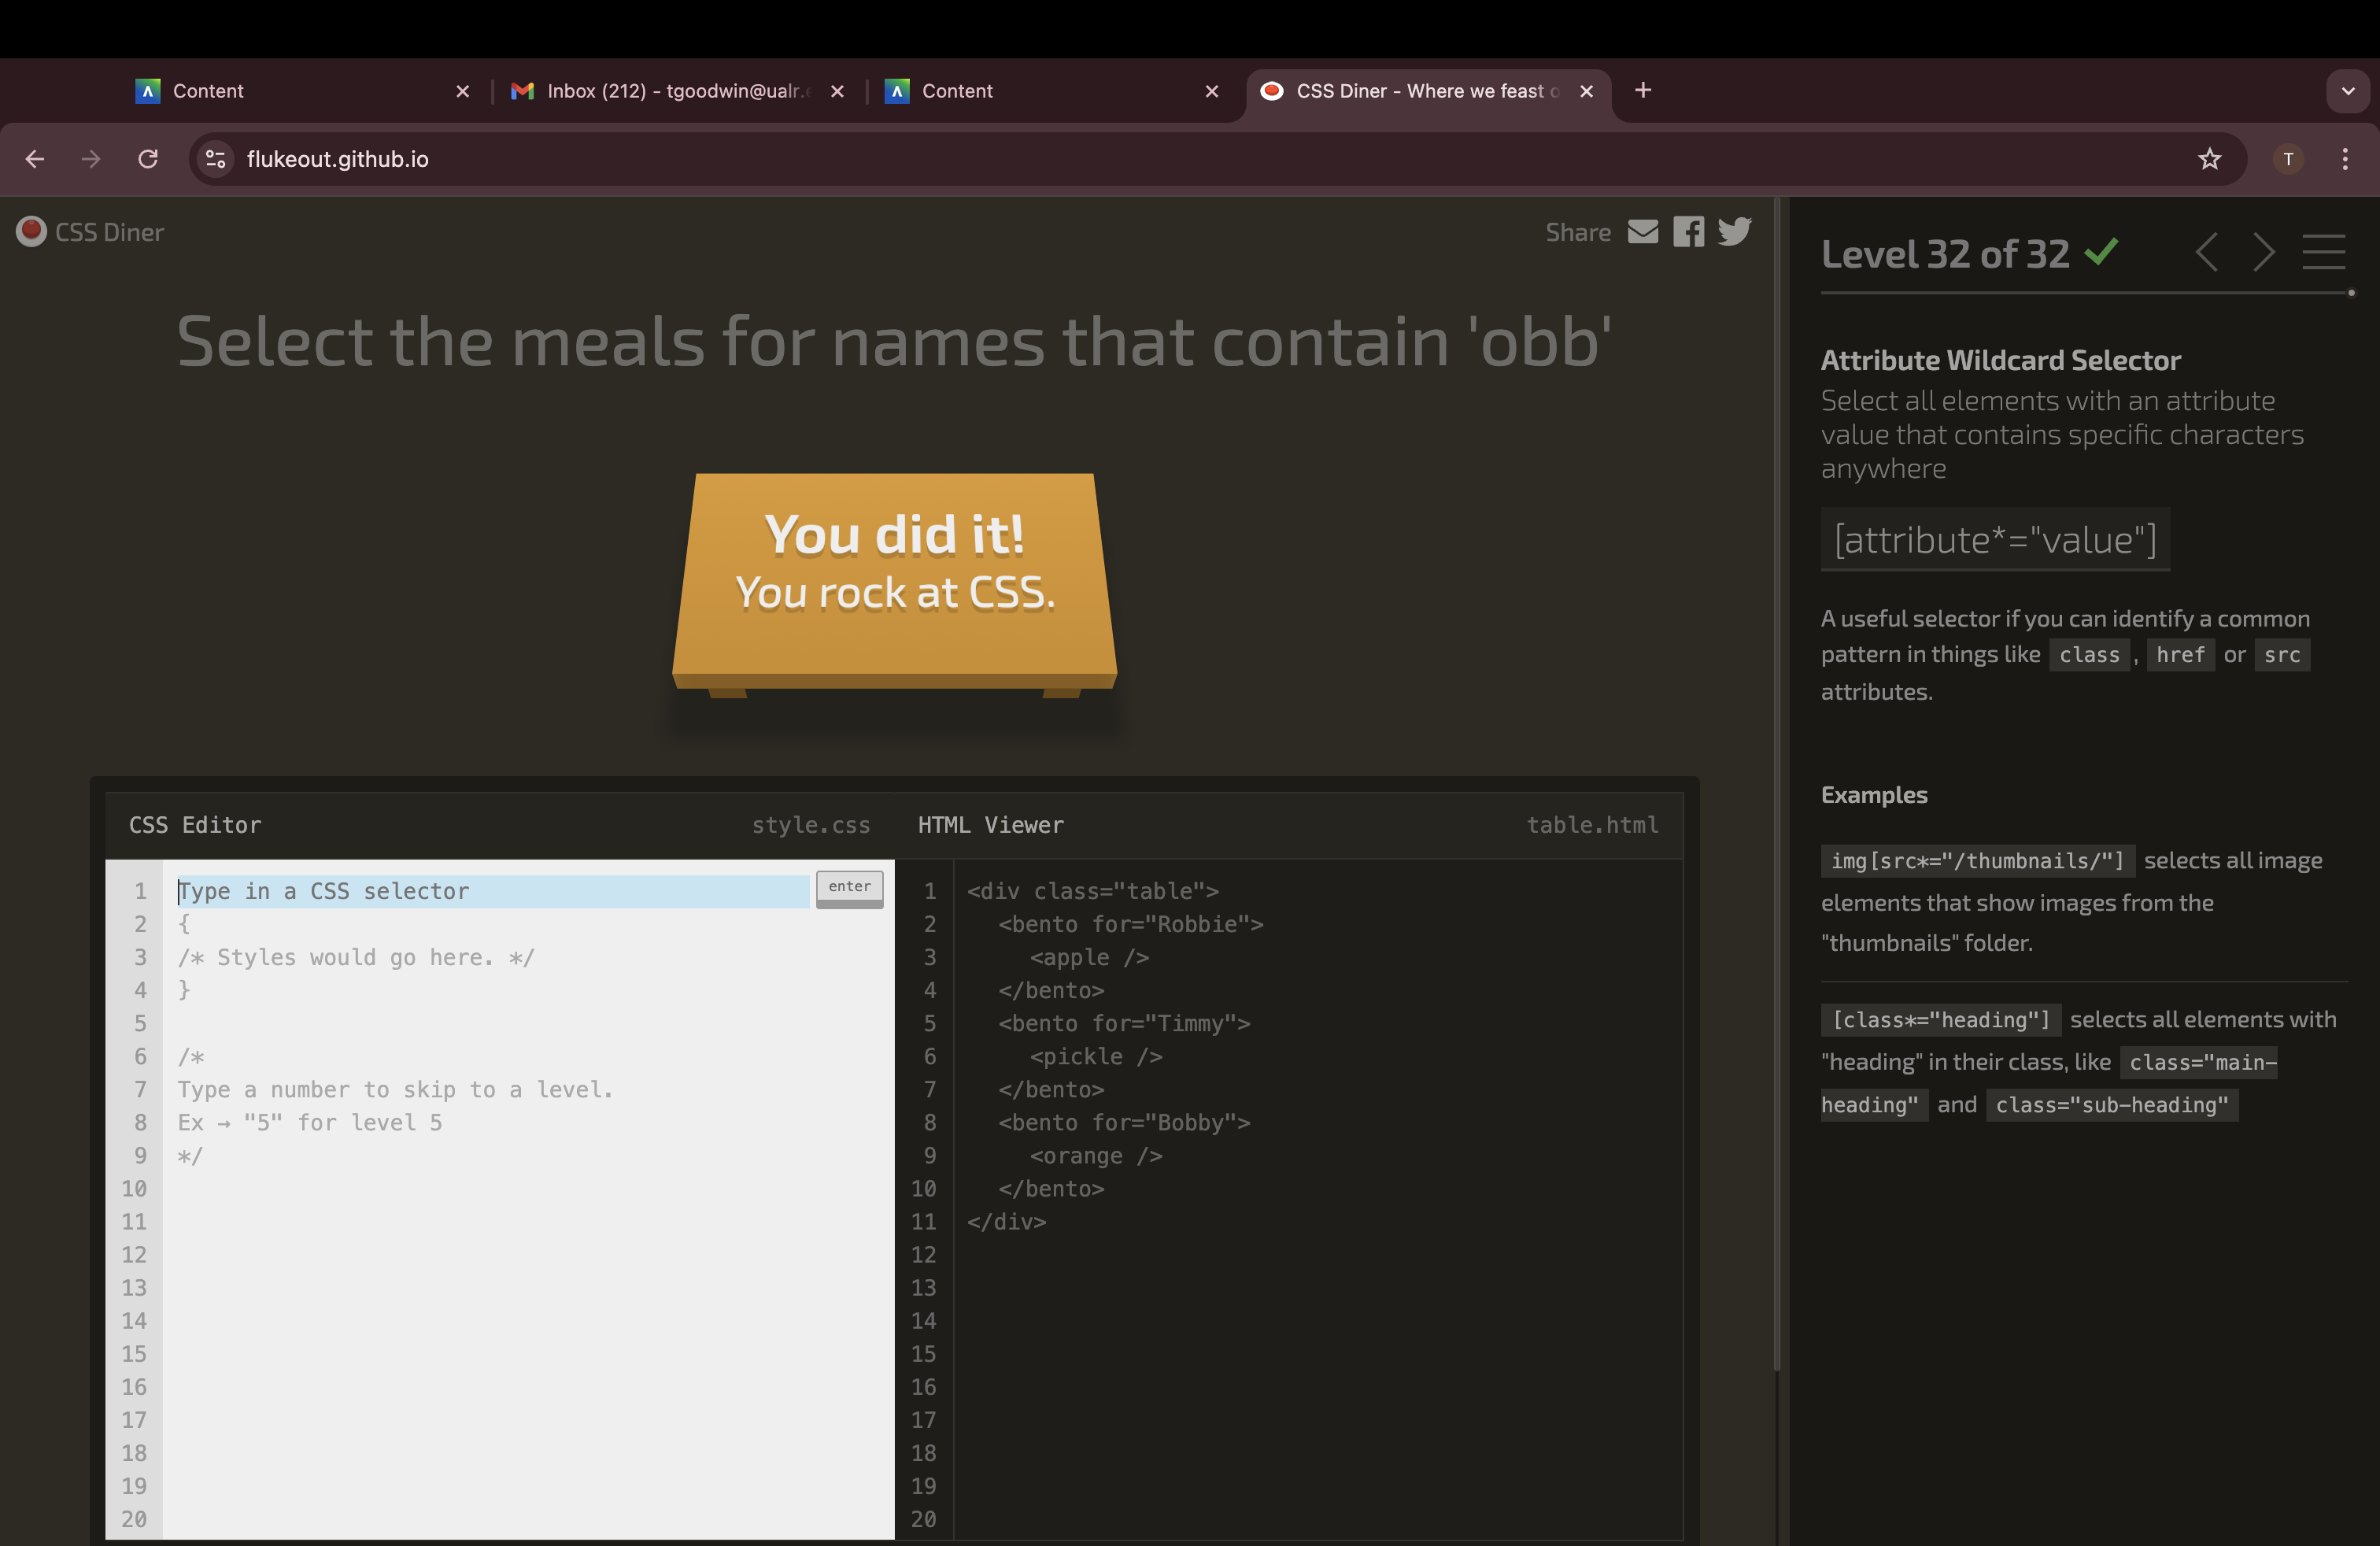 Content
Inbox (212) - tgoodwin@ualr.e
Content
CSS Diner - Where we feast o
flukeout.github.io
T
CSS Diner
Share
Select the meals for names that contain 'obb'
You did it!
You rock at CSS.
CSS Editor
style.css
1 Type in a CSS selector
enter
2 {
3 /* Styles would go here. */
4 }
5
6 /*
7 Type a number to skip to a level.
8 Ex → "5" for level 5
9 */
10
11
12
13
14
15
16
17
18
19
20
HTML Viewer
table.html
1 <div class="table">
2 <bento for="Robbie">
3 <apple />
4 </bento>
5 <bento for="Timmy">
6 <pickle />
7 </bento>
8 <bento for="Bobby">
9 <orange />
10 </bento>
11 </div>
12
13
14
15
16
17
18
19
20
Level 32 of 32
Attribute Wildcard Selector
Select all elements with an attribute
value that contains specific characters
anywhere
[attribute*="value"]
A useful selector if you can identify a common
pattern in things like class , href or src
attributes.
Examples
img[src*="/thumbnails/"] selects all image
elements that show images from the
"thumbnails" folder.
[class*="heading"] selects all elements with
"heading" in their class, like class="main-
heading" and class="sub-heading"